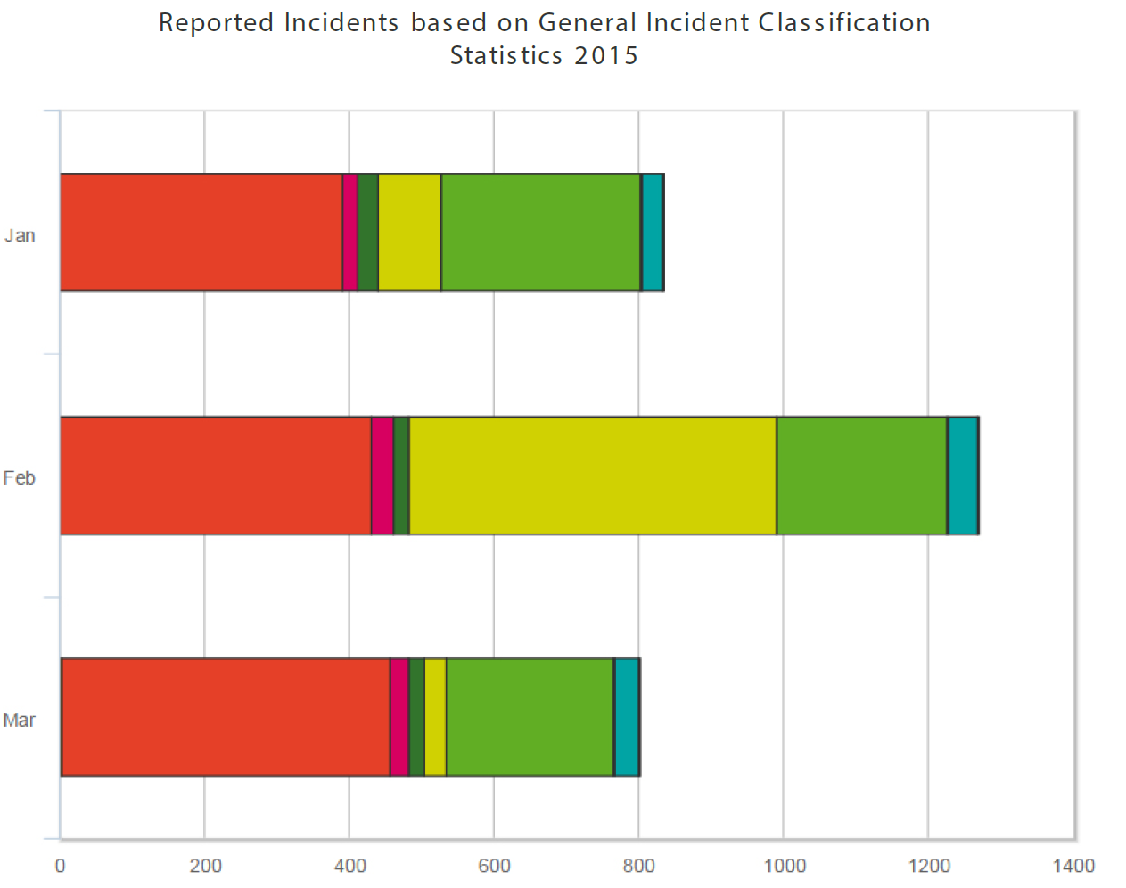 Reported Incidents based on General Incident Classification
Statistics 2015
Jan
Feb
Mar
0 200 400 600 800 1000 1200 1400